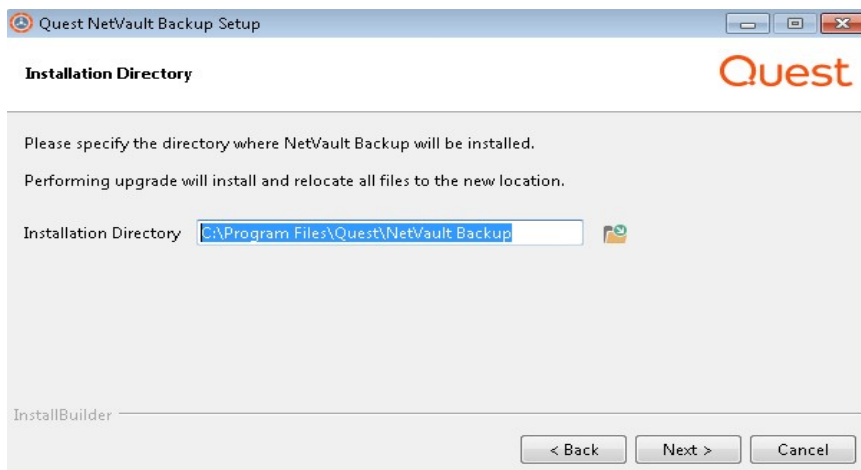 Quest NetVault Backup Setup
Installation Directory
Quest
Please specify the directory where NetVault Backup will be installed.
Performing upgrade will install and relocate all files to the new location.
Installation Directory C:\Program Files\Quest\NetVault Backup
InstallBuilder
< Back Next > Cancel